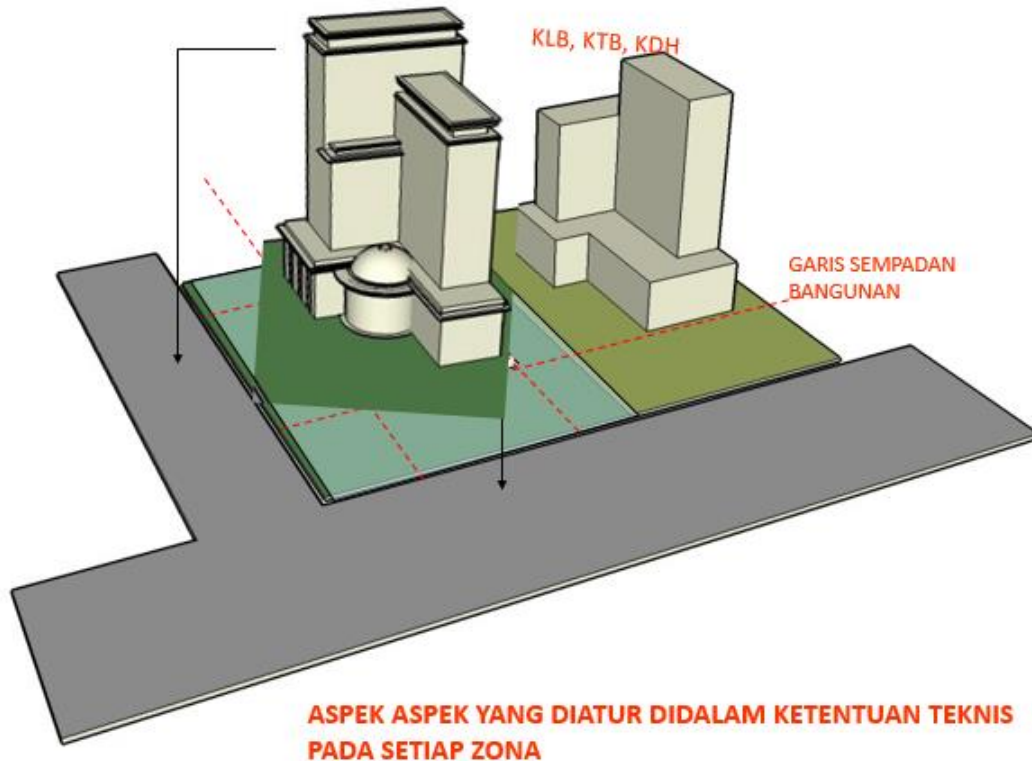 KLB, KTB, KDH
GARIS SEMPADAN
BANGUNAN
ASPEK ASPEK YANG DIATUR DIDALAM KETENTUAN TEKNIS
PADA SETIAP ZONA